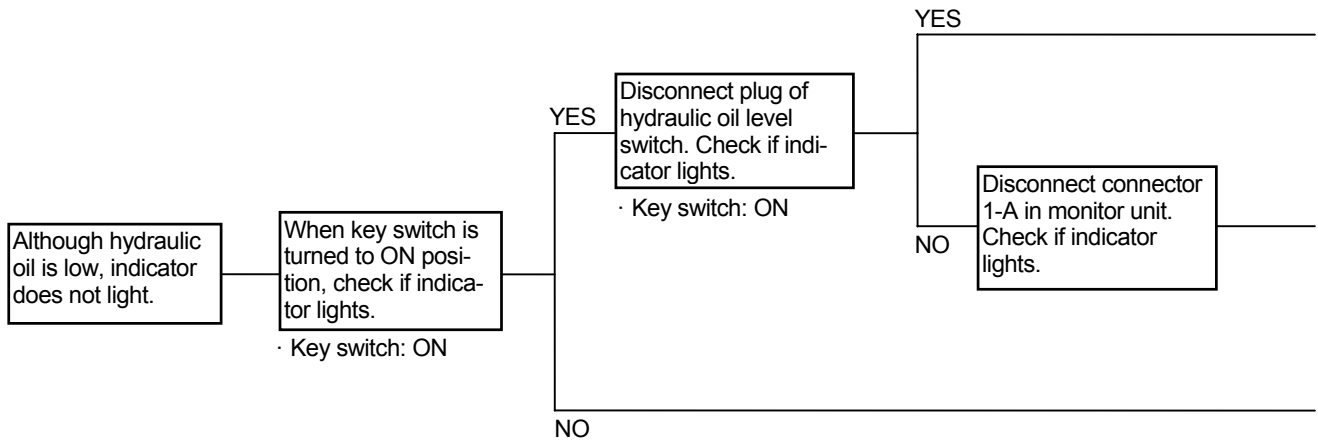 Although hydraulic
oil is low, indicator
does not light.
When key switch is
turned to ON posi-
tion, check if indica-
tor lights.
· Key switch: ON
YES
Disconnect plug of
hydraulic oil level
switch. Check if indi-
cator lights.
· Key switch: ON
YES
NO
Disconnect connector
1-A in monitor unit.
Check if indicator
lights.
NO